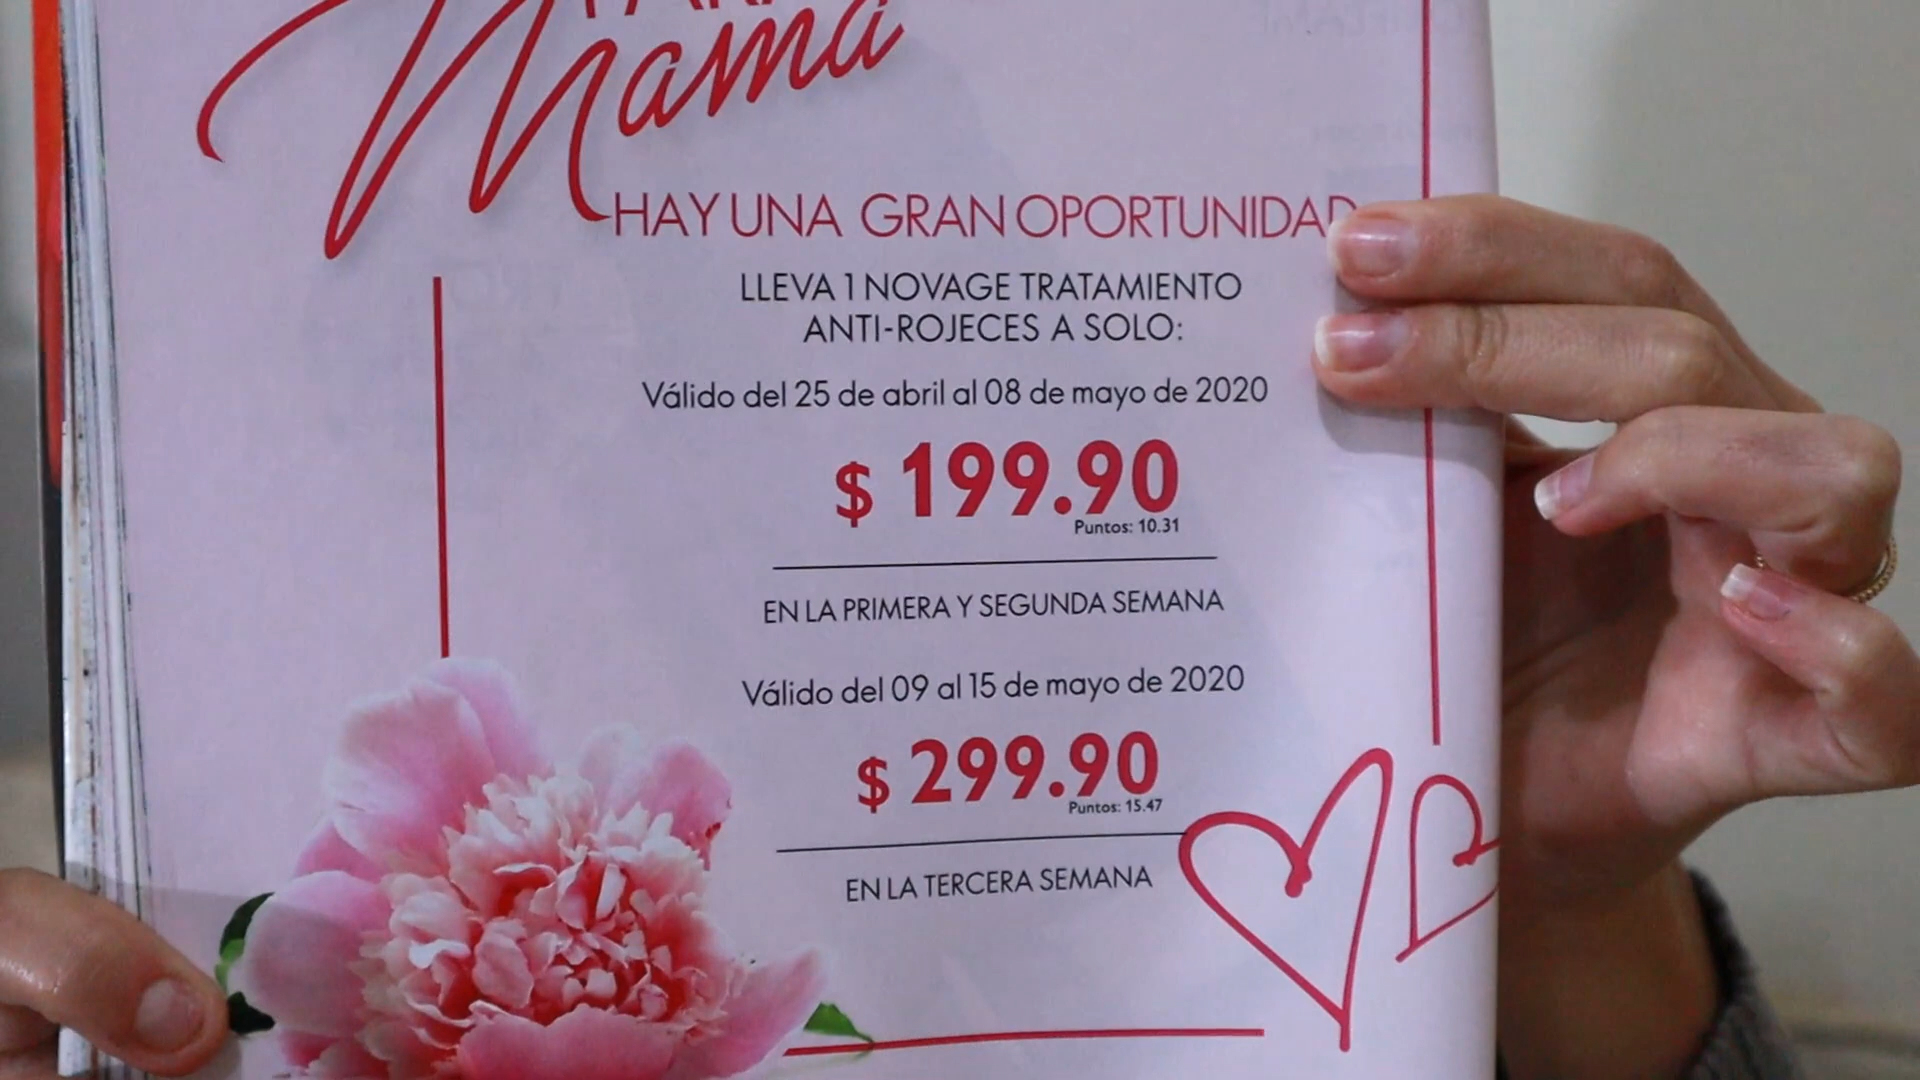 Mamá
HAY UNA GRAN OPORTUNIDAD
LLEVA 1 NOVAGE TRATAMIENTO
ANTI-ROJECES A SOLO:
Válido del 25 de abril al 08 de mayo de 2020
$ 199.90
Puntos: 10.31
EN LA PRIMERA Y SEGUNDA SEMANA
Válido del 09 al 15 de mayo de 2020
$ 299.90
Puntos: 15.47
EN LA TERCERA SEMANA